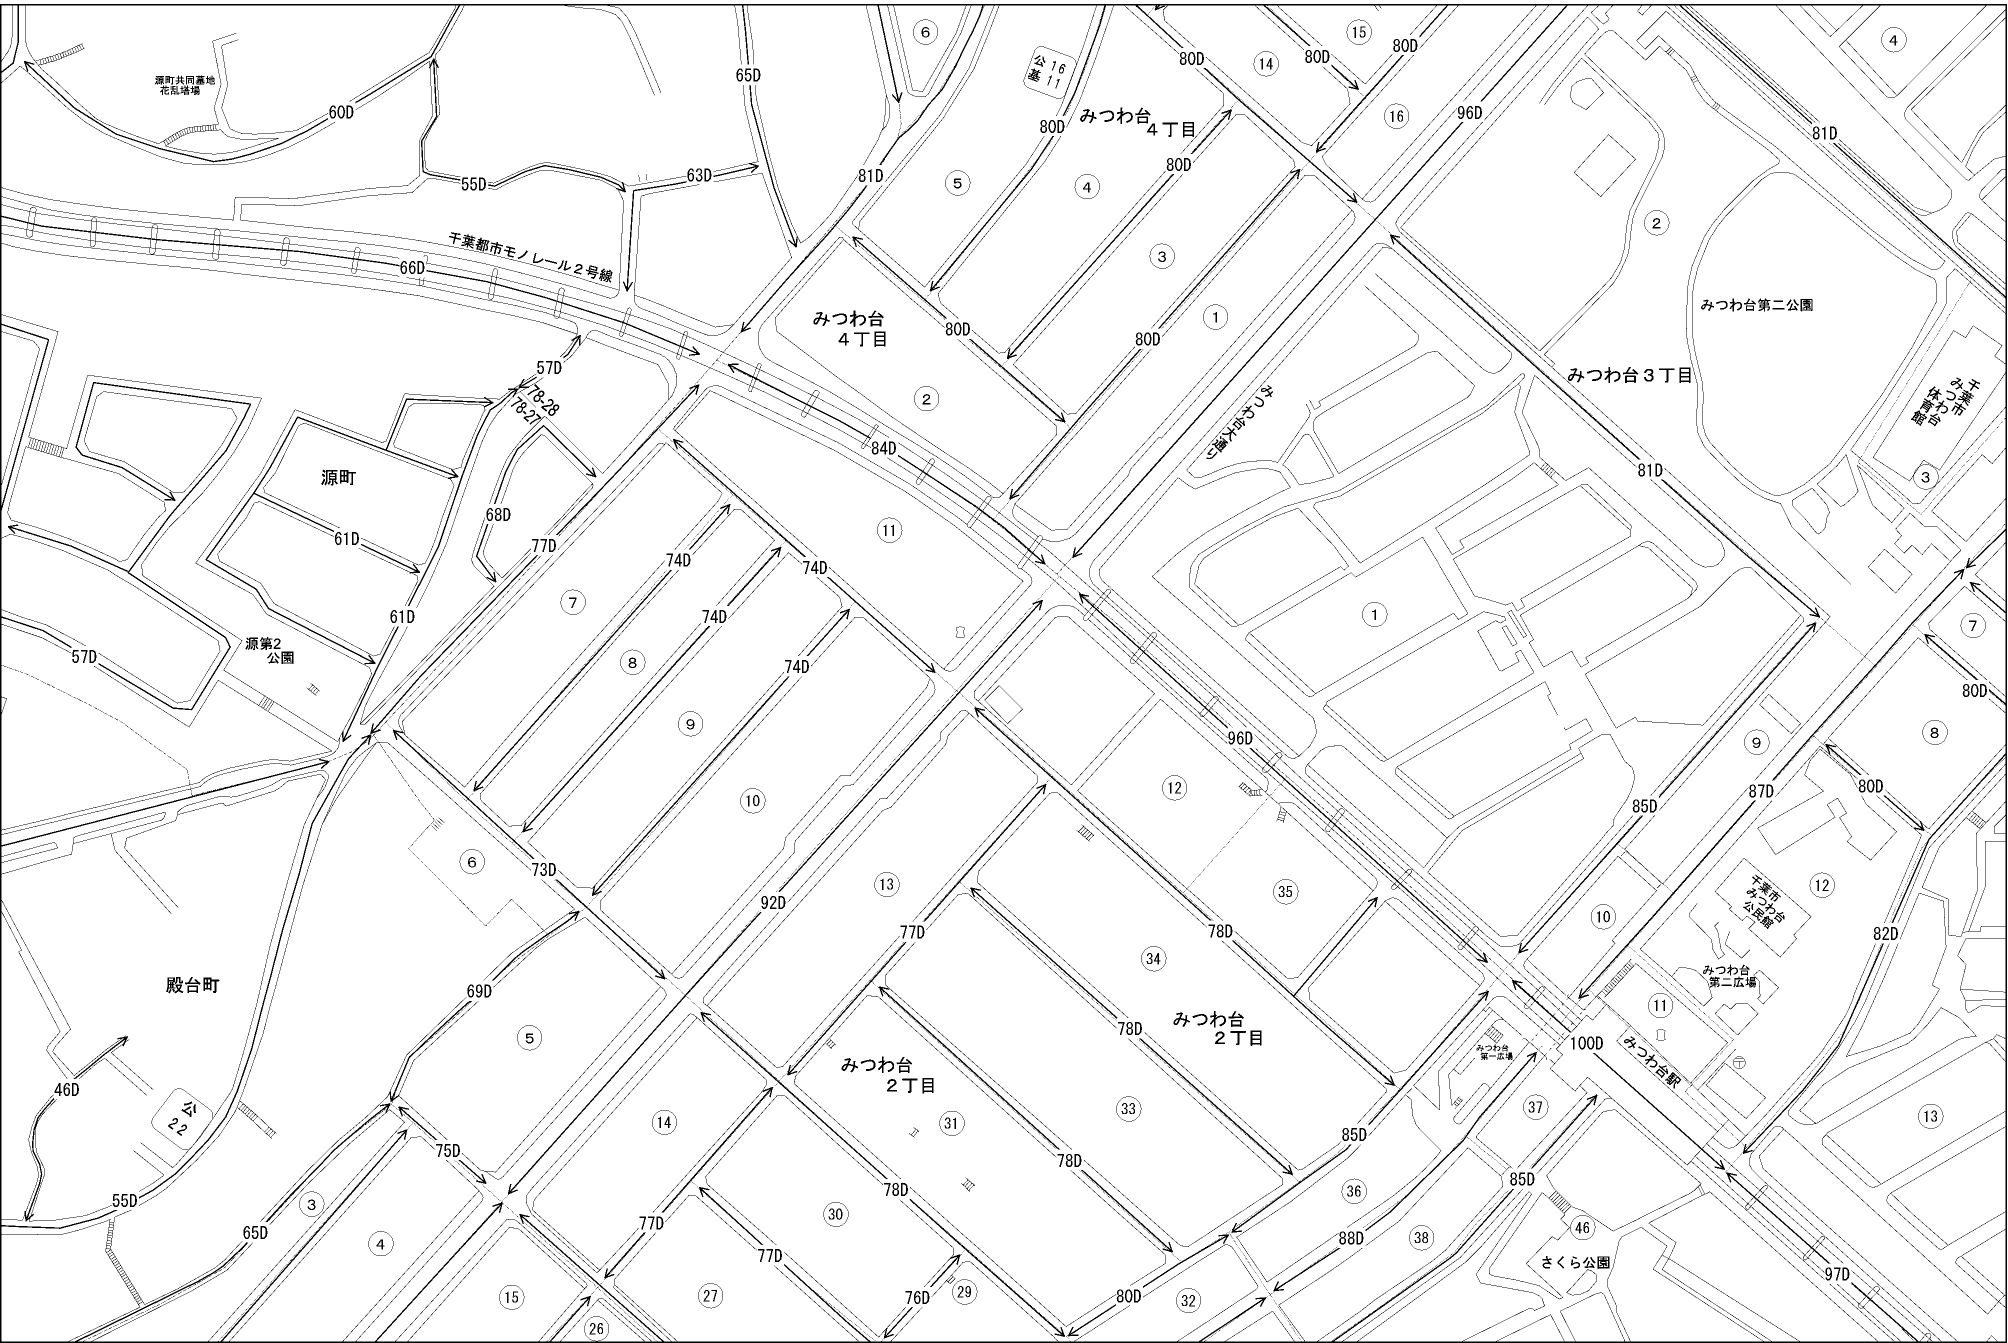 ⑥
⑮
④
公 16
基 11
源町共同墓地
花乱塔場
65D
80D
80D
80D
⑭
60D
80D
みつわ台
4丁目
⑯
96D
81D
55D
63D
81D
⑤
④
80D
②
千葉都市モノレール2号線
66D
③
みつわ台第二公園
みつわ台
4丁目
80D
80D
①
57D
78-28
78-27
②
みつわ台大通り
みつわ台3丁目
千葉市
みつわ台
体育館
84D
81D
③
源町
68D
61D
77D
74D
74D
⑪
⑦
74D
61D
①
⑦
源第2
公園
57D
⑧
74D
80D
⑨
96D
⑨
⑧
⑩
⑫
85D
87D
80D
⑥
73D
⑬
㉟
⑫
92D
77D
78D
⑩
千葉市
みつわ台
公民館
82D
殿台町
69D
㉞
みつわ台
第二広場
⑪
⑤
78D
みつわ台
2丁目
100D
みつわ台駅
みつわ台
第一広場
みつわ台
2丁目
46D
公
22
⑭
㉛
㉝
㊲
⑬
75D
78D
85D
55D
③
78D
85D
㊱
65D
④
77D
㉚
88D
㊳
㊻
さくら公園
77D
97D
⑮
㉗
76D
㉙
80D
㉜
㉖